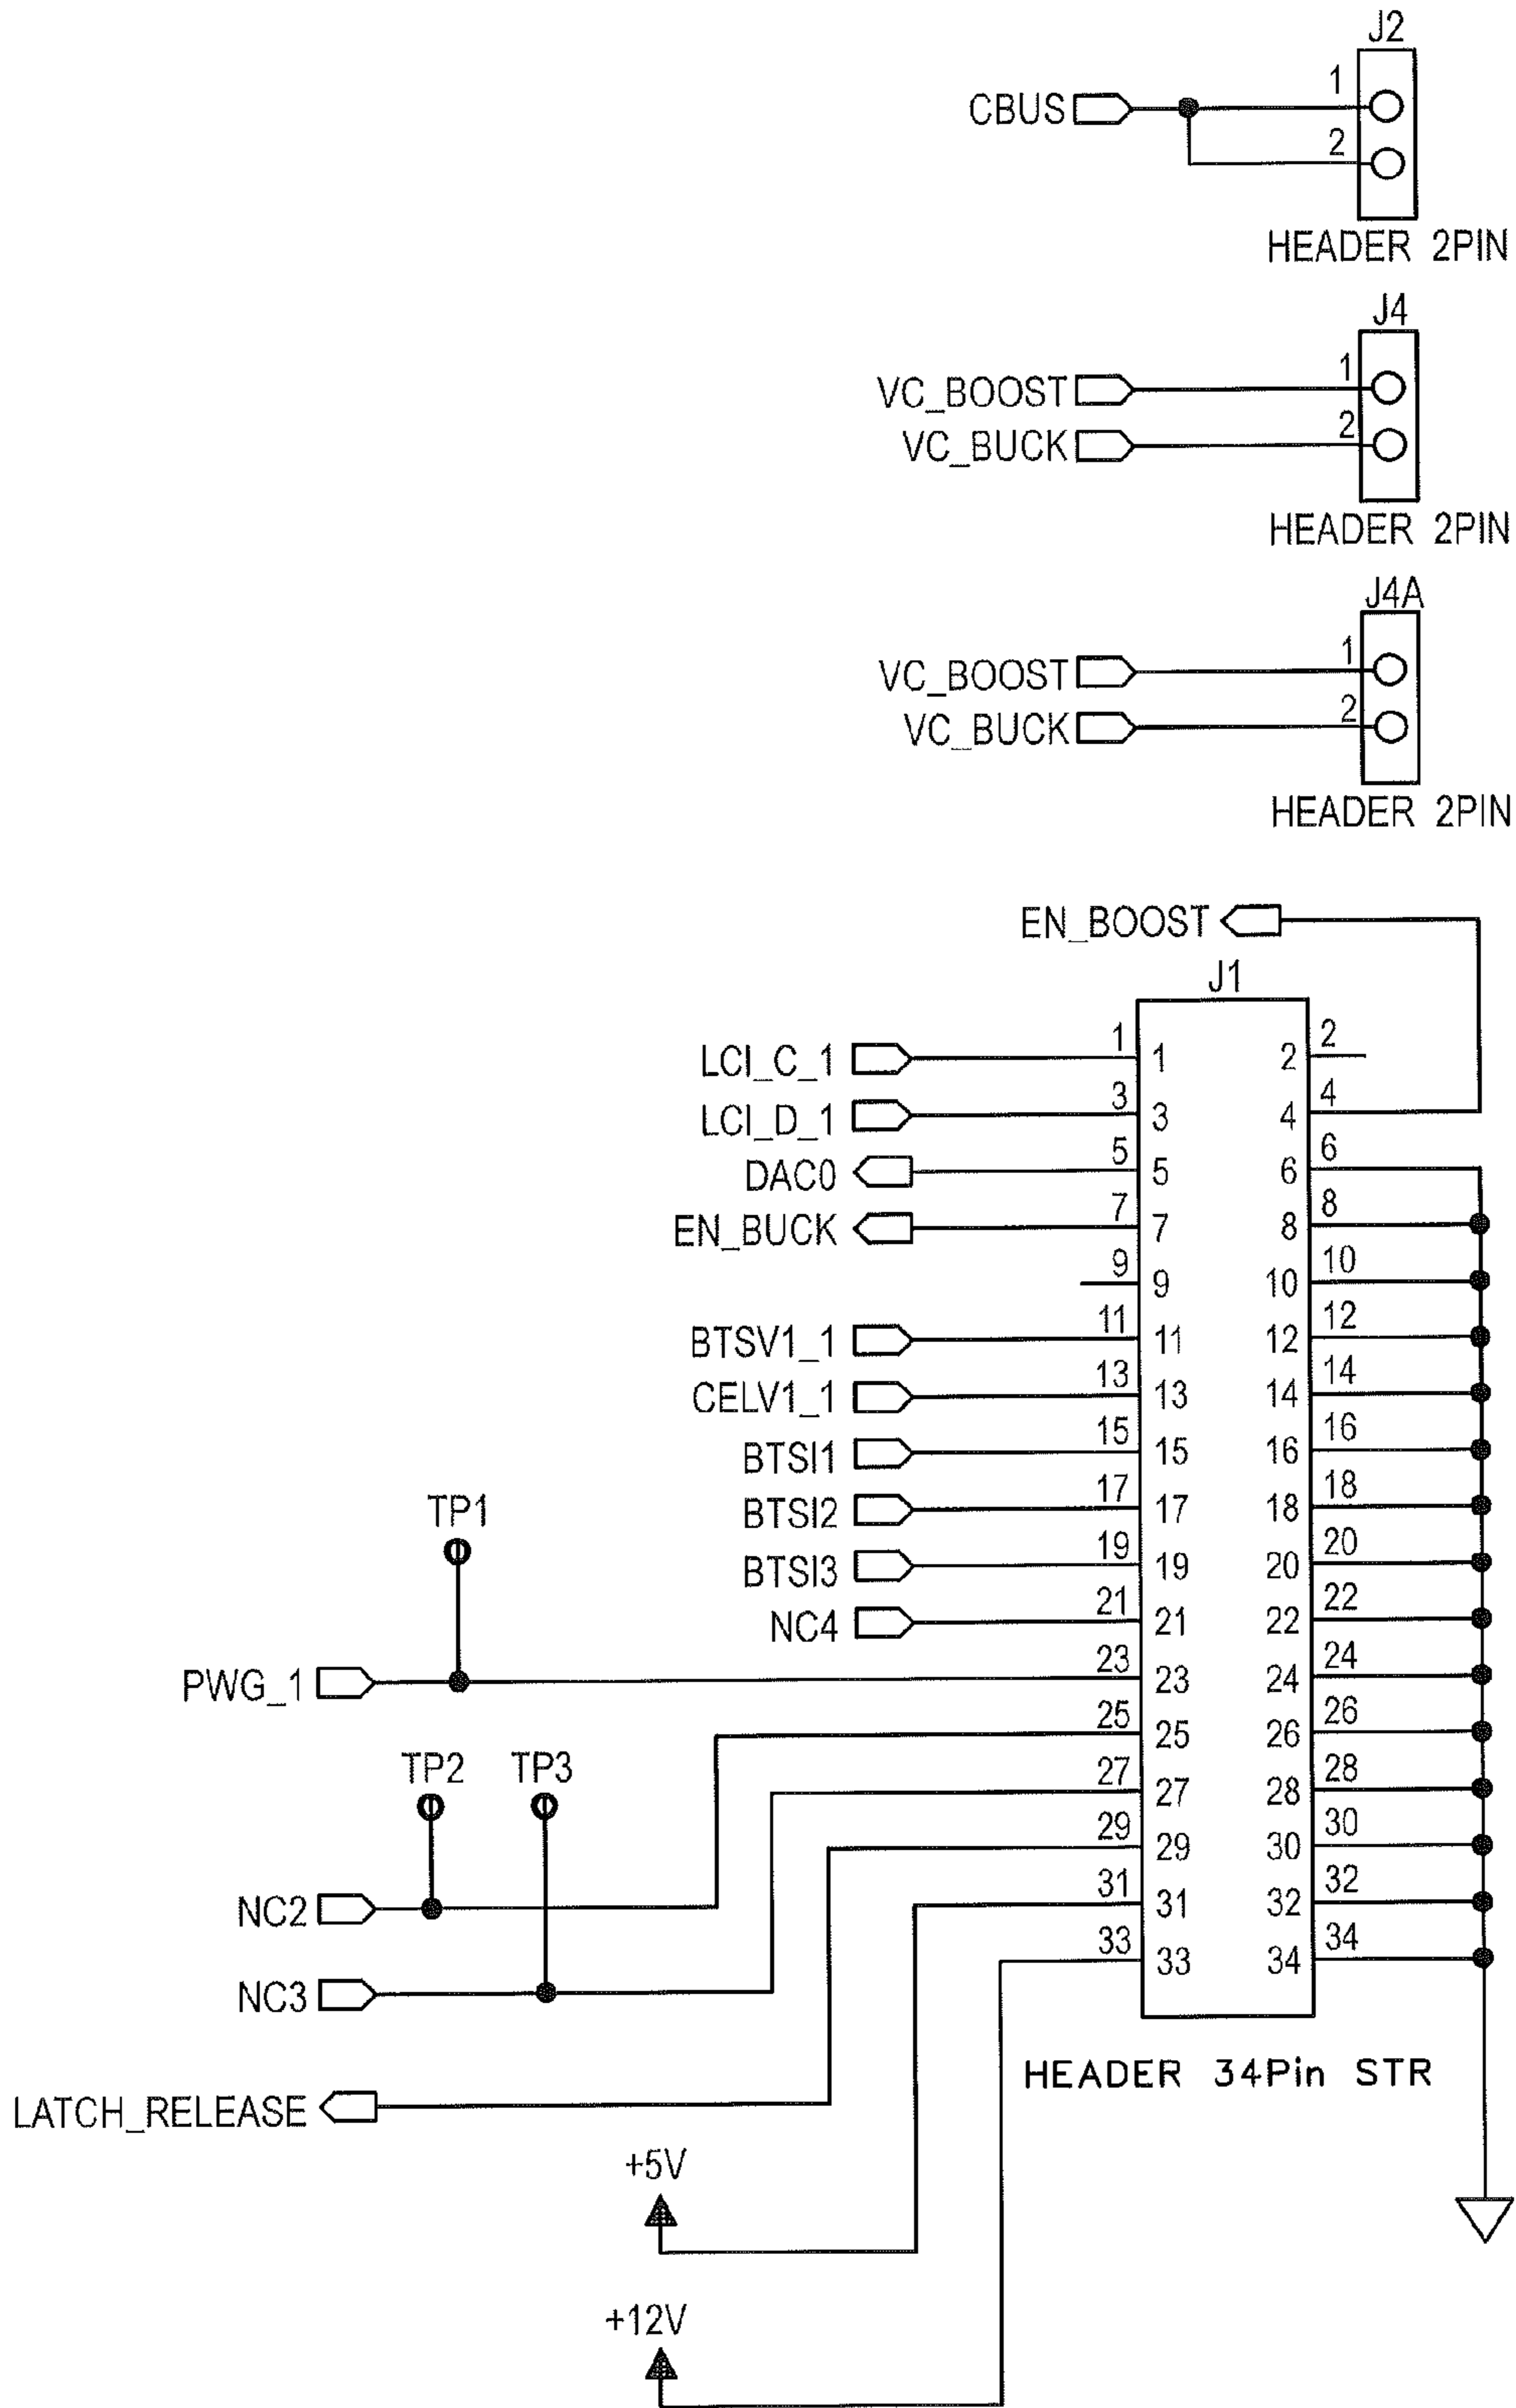 J2
CBUS 1
2
HEADER 2PIN
J4
VC_BOOST 1
VC_BUCK 2
HEADER 2PIN
J4A
VC_BOOST 1
VC_BUCK 2
HEADER 2PIN
EN_BOOST
J1
LCI_C_1 1 1 2 2
LCI_D_1 3 3 4 4
DAC0 5 5 6 6
EN_BUCK 7 7 8 8
9 9 10 10
BTSV1_1 11 11 12 12
CELV1_1 13 13 14 14
BTSI1 15 15 16 16
BTSI2 17 17 18 18
TP1
BTSI3 19 19 20 20
NC4 21 21 22 22
PWG_1 23 23 24 24
25 25 26 26
TP2 TP3
27 27 28 28
29 29 30 30
NC2 31 31 32 32
33 33 34 34
NC3
HEADER 34Pin STR
LATCH_RELEASE
+5V
+12V